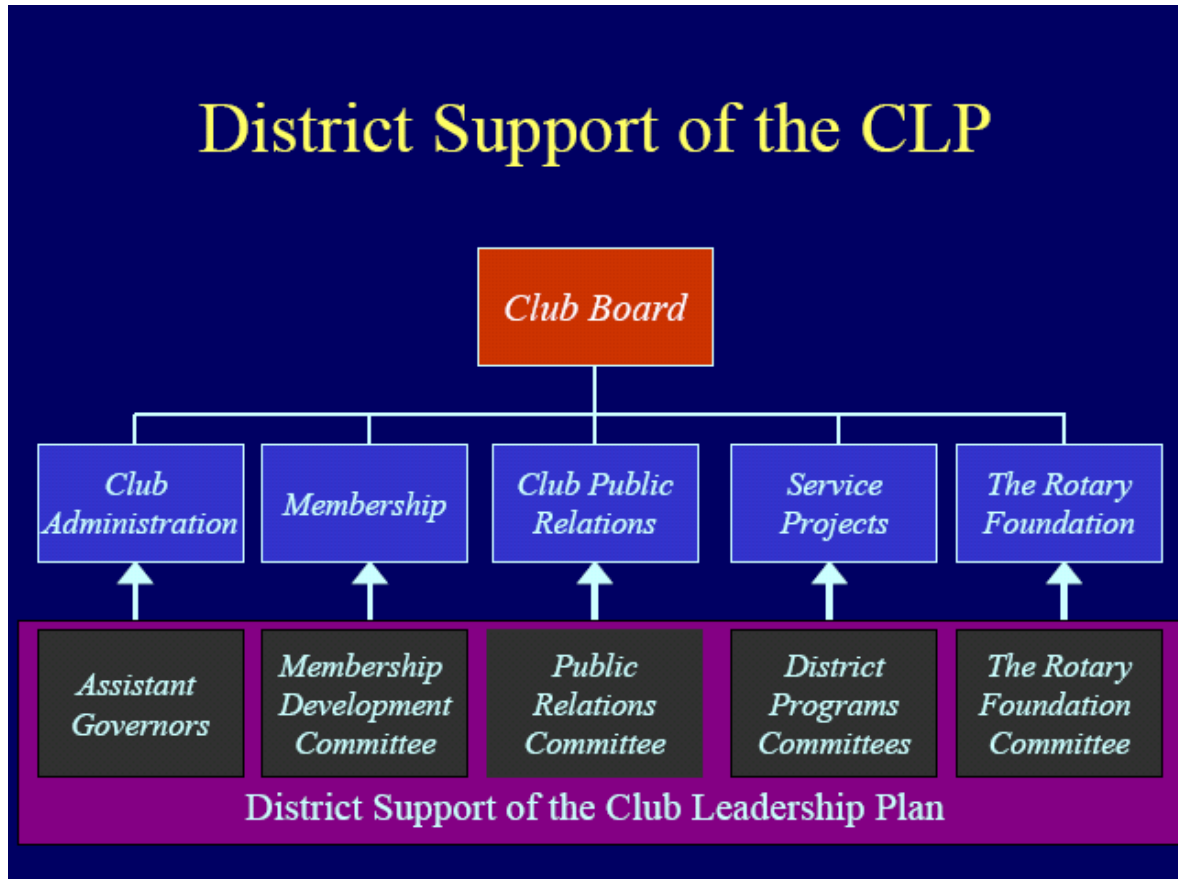 District Support of the CLP
Club Board
Club
Administration
Membership
Club Public
Relations
Service
Projects
The Rotary
Foundation
Assistant
Governors
Membership
Development
Committee
Public
Relations
Committee
District
Programs
Committees
The Rotary
Foundation
Committee
District Support of the Club Leadership Plan